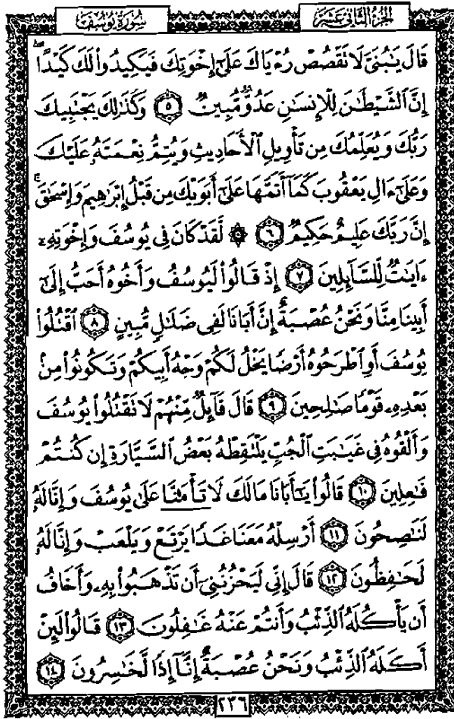 الجزء الثاني عشر
سورة يوسف
قَالَ يَٰبُنَىَّ لَا تَقْصُصْ رُءْيَاكَ عَلَىٰٓ إِخْوَتِكَ فَيَكِيدُوا۟ لَكَ كَيْدًا ۖ
إِنَّ ٱلشَّيْطَٰنَ لِلْإِنسَٰنِ عَدُوٌّ مُّبِينٌ ٥ وَكَذَٰلِكَ يَجْتَبِيكَ
رَبُّكَ وَيُعَلِّمُكَ مِن تَأْوِيلِ ٱلْأَحَادِيثِ وَيُتِمُّ نِعْمَتَهُۥ عَلَيْكَ
وَعَلَىٰٓ ءَالِ يَعْقُوبَ كَمَآ أَتَمَّهَا عَلَىٰٓ أَبَوَيْكَ مِن قَبْلُ إِبْرَٰهِيمَ وَإِسْحَٰقَ ۚ
إِنَّ رَبَّكَ عَلِيمٌ حَكِيمٌ ٦ ۞ لَّقَدْ كَانَ فِى يُوسُفَ وَإِخْوَتِهِۦٓ
ءَايَٰتٌ لِّلسَّآئِلِينَ ٧ إِذْ قَالُوا۟ لَيُوسُفُ وَأَخُوهُ أَحَبُّ إِلَىٰٓ
أَبِينَا مِنَّا وَنَحْنُ عُصْبَةٌ إِنَّ أَبَانَا لَفِى ضَلَٰلٍ مُّبِينٍ ٨ ٱقْتُلُوا۟
يُوسُفَ أَوِ ٱطْرَحُوهُ أَرْضًا يَخْلُ لَكُمْ وَجْهُ أَبِيكُمْ وَتَكُونُوا۟ مِنۢ
بَعْدِهِۦ قَوْمًا صَٰلِحِينَ ٩ قَالَ قَآئِلٌ مِّنْهُمْ لَا تَقْتُلُوا۟ يُوسُفَ
وَأَلْقُوهُ فِى غَيَٰبَتِ ٱلْجُبِّ يَلْتَقِطْهُ بَعْضُ ٱلسَّيَّارَةِ إِن كُنتُمْ
فَٰعِلِينَ ١٠ قَالُوا۟ يَٰٓأَبَانَا مَالَكَ لَا تَأْمَ۫نَّا عَلَىٰ يُوسُفَ وَإِنَّا لَهُۥ
لَنَٰصِحُونَ ١١ أَرْسِلْهُ مَعَنَا غَدًا يَرْتَعْ وَيَلْعَبْ وَإِنَّا لَهُۥ
لَحَٰفِظُونَ ١٢ قَالَ إِنِّى لَيَحْزُنُنِىٓ أَن تَذْهَبُوا۟ بِهِۦ وَأَخَافُ
أَن يَأْكُلَهُ ٱلذِّئْبُ وَأَنتُمْ عَنْهُ غَٰفِلُونَ ١٣ قَالُوا۟ لَئِنْ
أَكَلَهُ ٱلذِّئْبُ وَنَحْنُ عُصْبَةٌ إِنَّآ إِذًا لَّخَٰسِرُونَ ١٤
٢٣٦